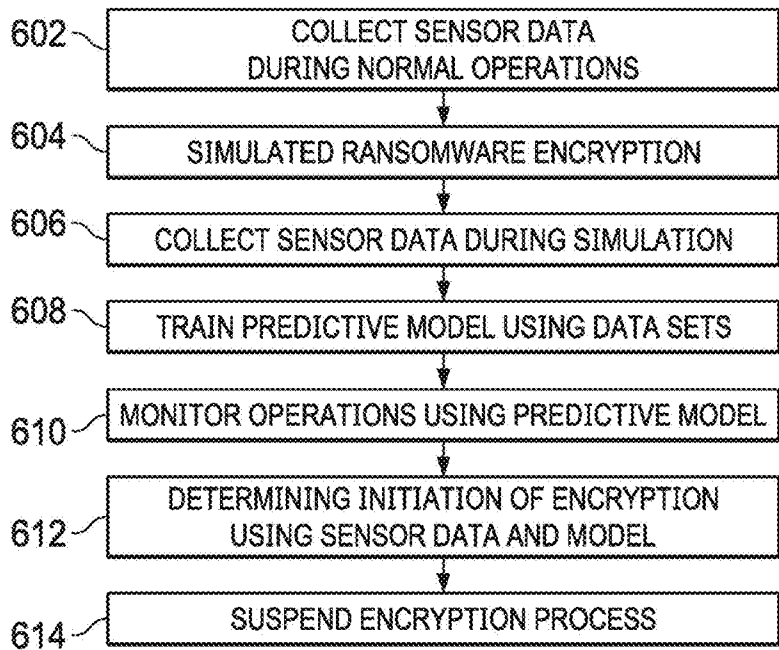 602
COLLECT SENSOR DATA
DURING NORMAL OPERATIONS
604
SIMULATED RANSOMWARE ENCRYPTION
606
COLLECT SENSOR DATA DURING SIMULATION
608
TRAIN PREDICTIVE MODEL USING DATA SETS
610
MONITOR OPERATIONS USING PREDICTIVE MODEL
612
DETERMINING INITIATION OF ENCRYPTION
USING SENSOR DATA AND MODEL
614
SUSPEND ENCRYPTION PROCESS